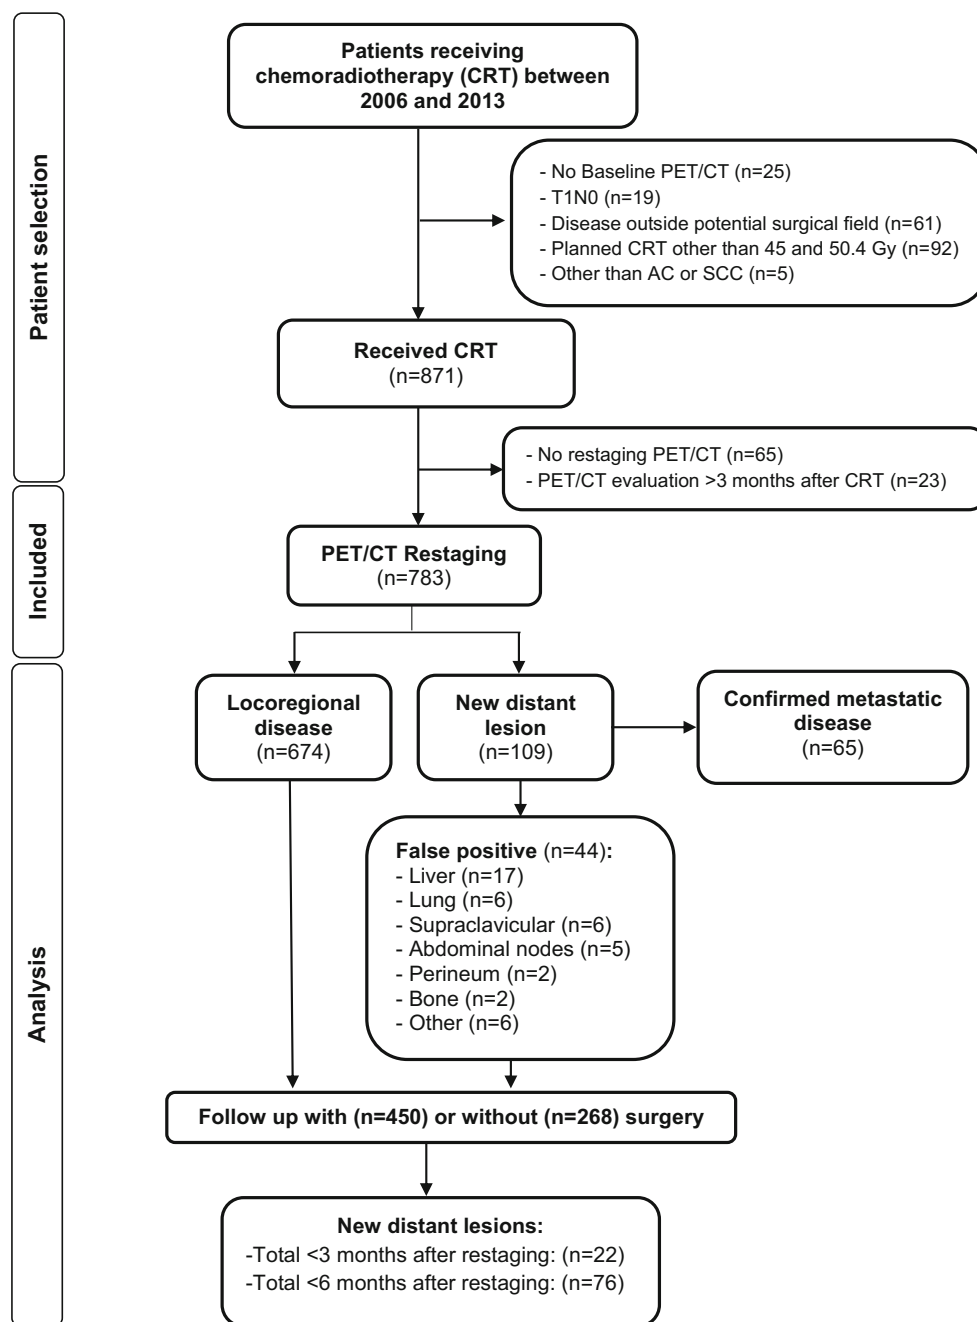 Patient selection
Patients receiving
chemoradiotherapy (CRT) between
2006 and 2013
- No Baseline PET/CT (n=25)
- T1N0 (n=19)
- Disease outside potential surgical field (n=61)
- Planned CRT other than 45 and 50.4 Gy (n=92)
- Other than AC or SCC (n=5)
Received CRT
(n=871)
- No restaging PET/CT (n=65)
- PET/CT evaluation >3 months after CRT (n=23)
Included
PET/CT Restaging
(n=783)
Analysis
Locoregional
disease
(n=674)
New distant
lesion
(n=109)
Confirmed metastatic
disease
(n=65)
False positive (n=44):
- Liver (n=17)
- Lung (n=6)
- Supraclavicular (n=6)
- Abdominal nodes (n=5)
- Perineum (n=2)
- Bone (n=2)
- Other (n=6)
Follow up with (n=450) or without (n=268) surgery
New distant lesions:
-Total <3 months after restaging: (n=22)
-Total <6 months after restaging: (n=76)